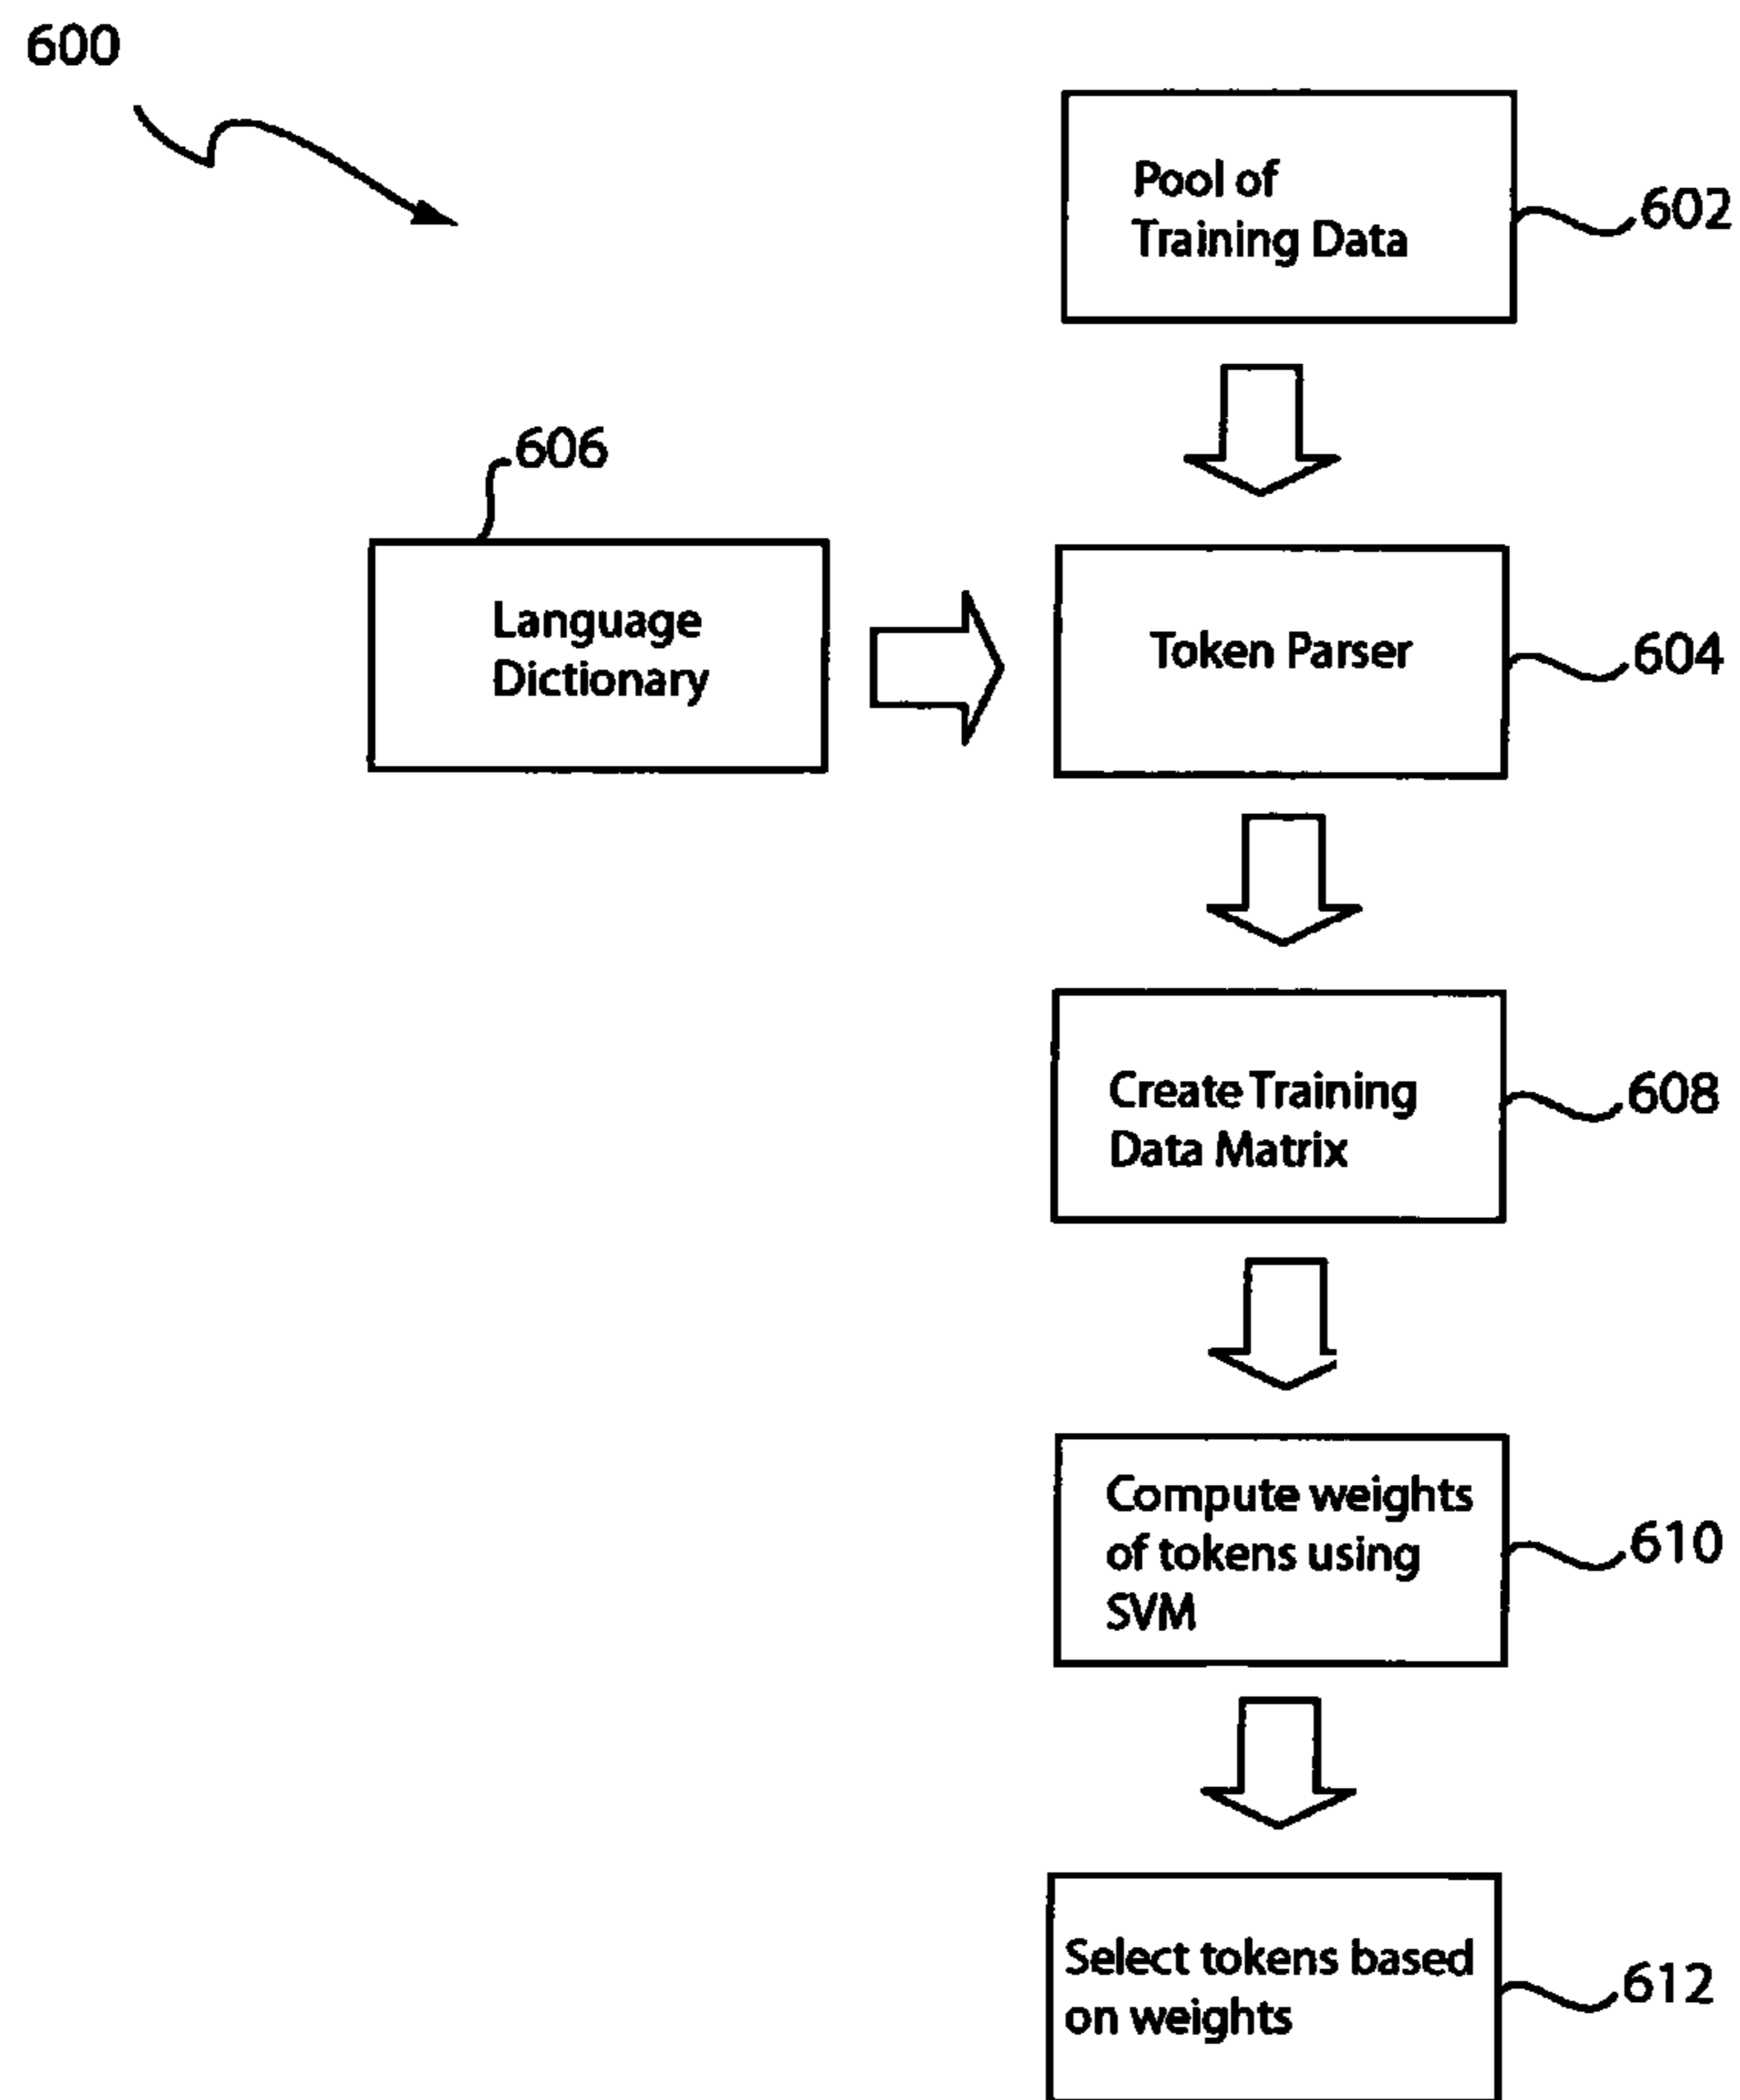 600
Pool of
Training Data
602
606
Language
Dictionary
Token Parser
604
Create Training
Data Matrix
608
Compute weights
of tokens using
SVM
610
Select tokens based
on weights
612